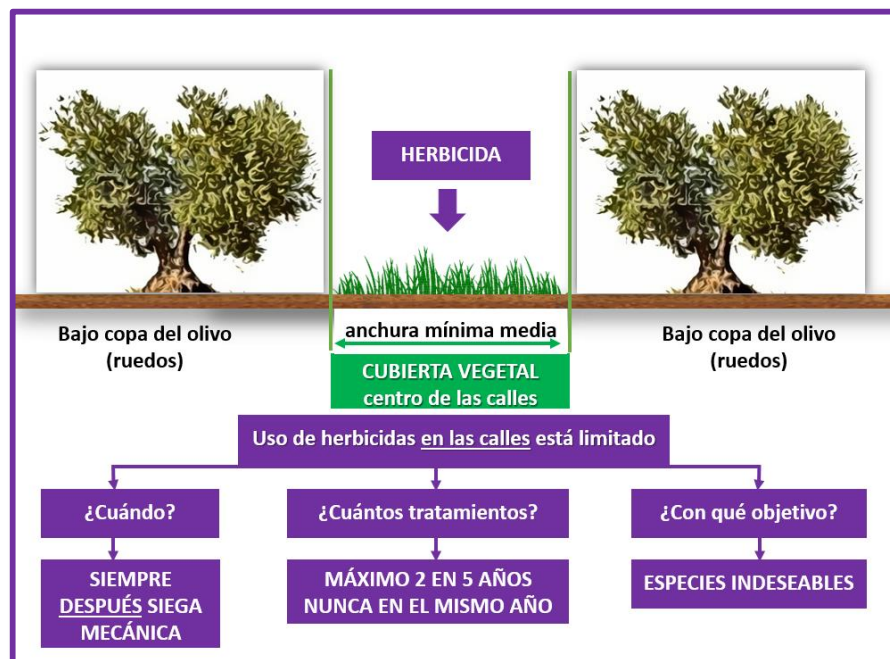 HERBICIDA
Bajo copa del olivo
(ruedos)
anchura mínima media
CUBIERTA VEGETAL
centro de las calles
Bajo copa del olivo
(ruedos)
Uso de herbicidas en las calles está limitado
¿Cuándo?
¿Cuántos tratamientos?
¿Con qué objetivo?
SIEMPRE
DESPUÉS SIEGA
MECÁNICA
MÁXIMO 2 EN 5 AÑOS
NUNCA EN EL MISMO AÑO
ESPECIES INDESEABLES